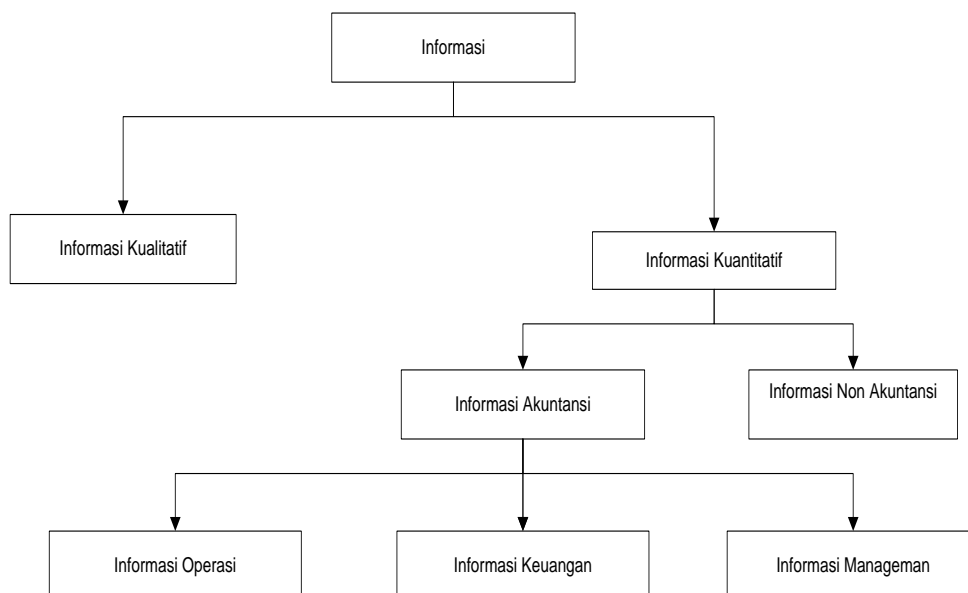 Informasi
Informasi Kualitatif
Informasi Kuantitatif
Informasi Akuntansi
Informasi Non Akuntansi
Informasi Operasi
Informasi Keuangan
Informasi Manageman